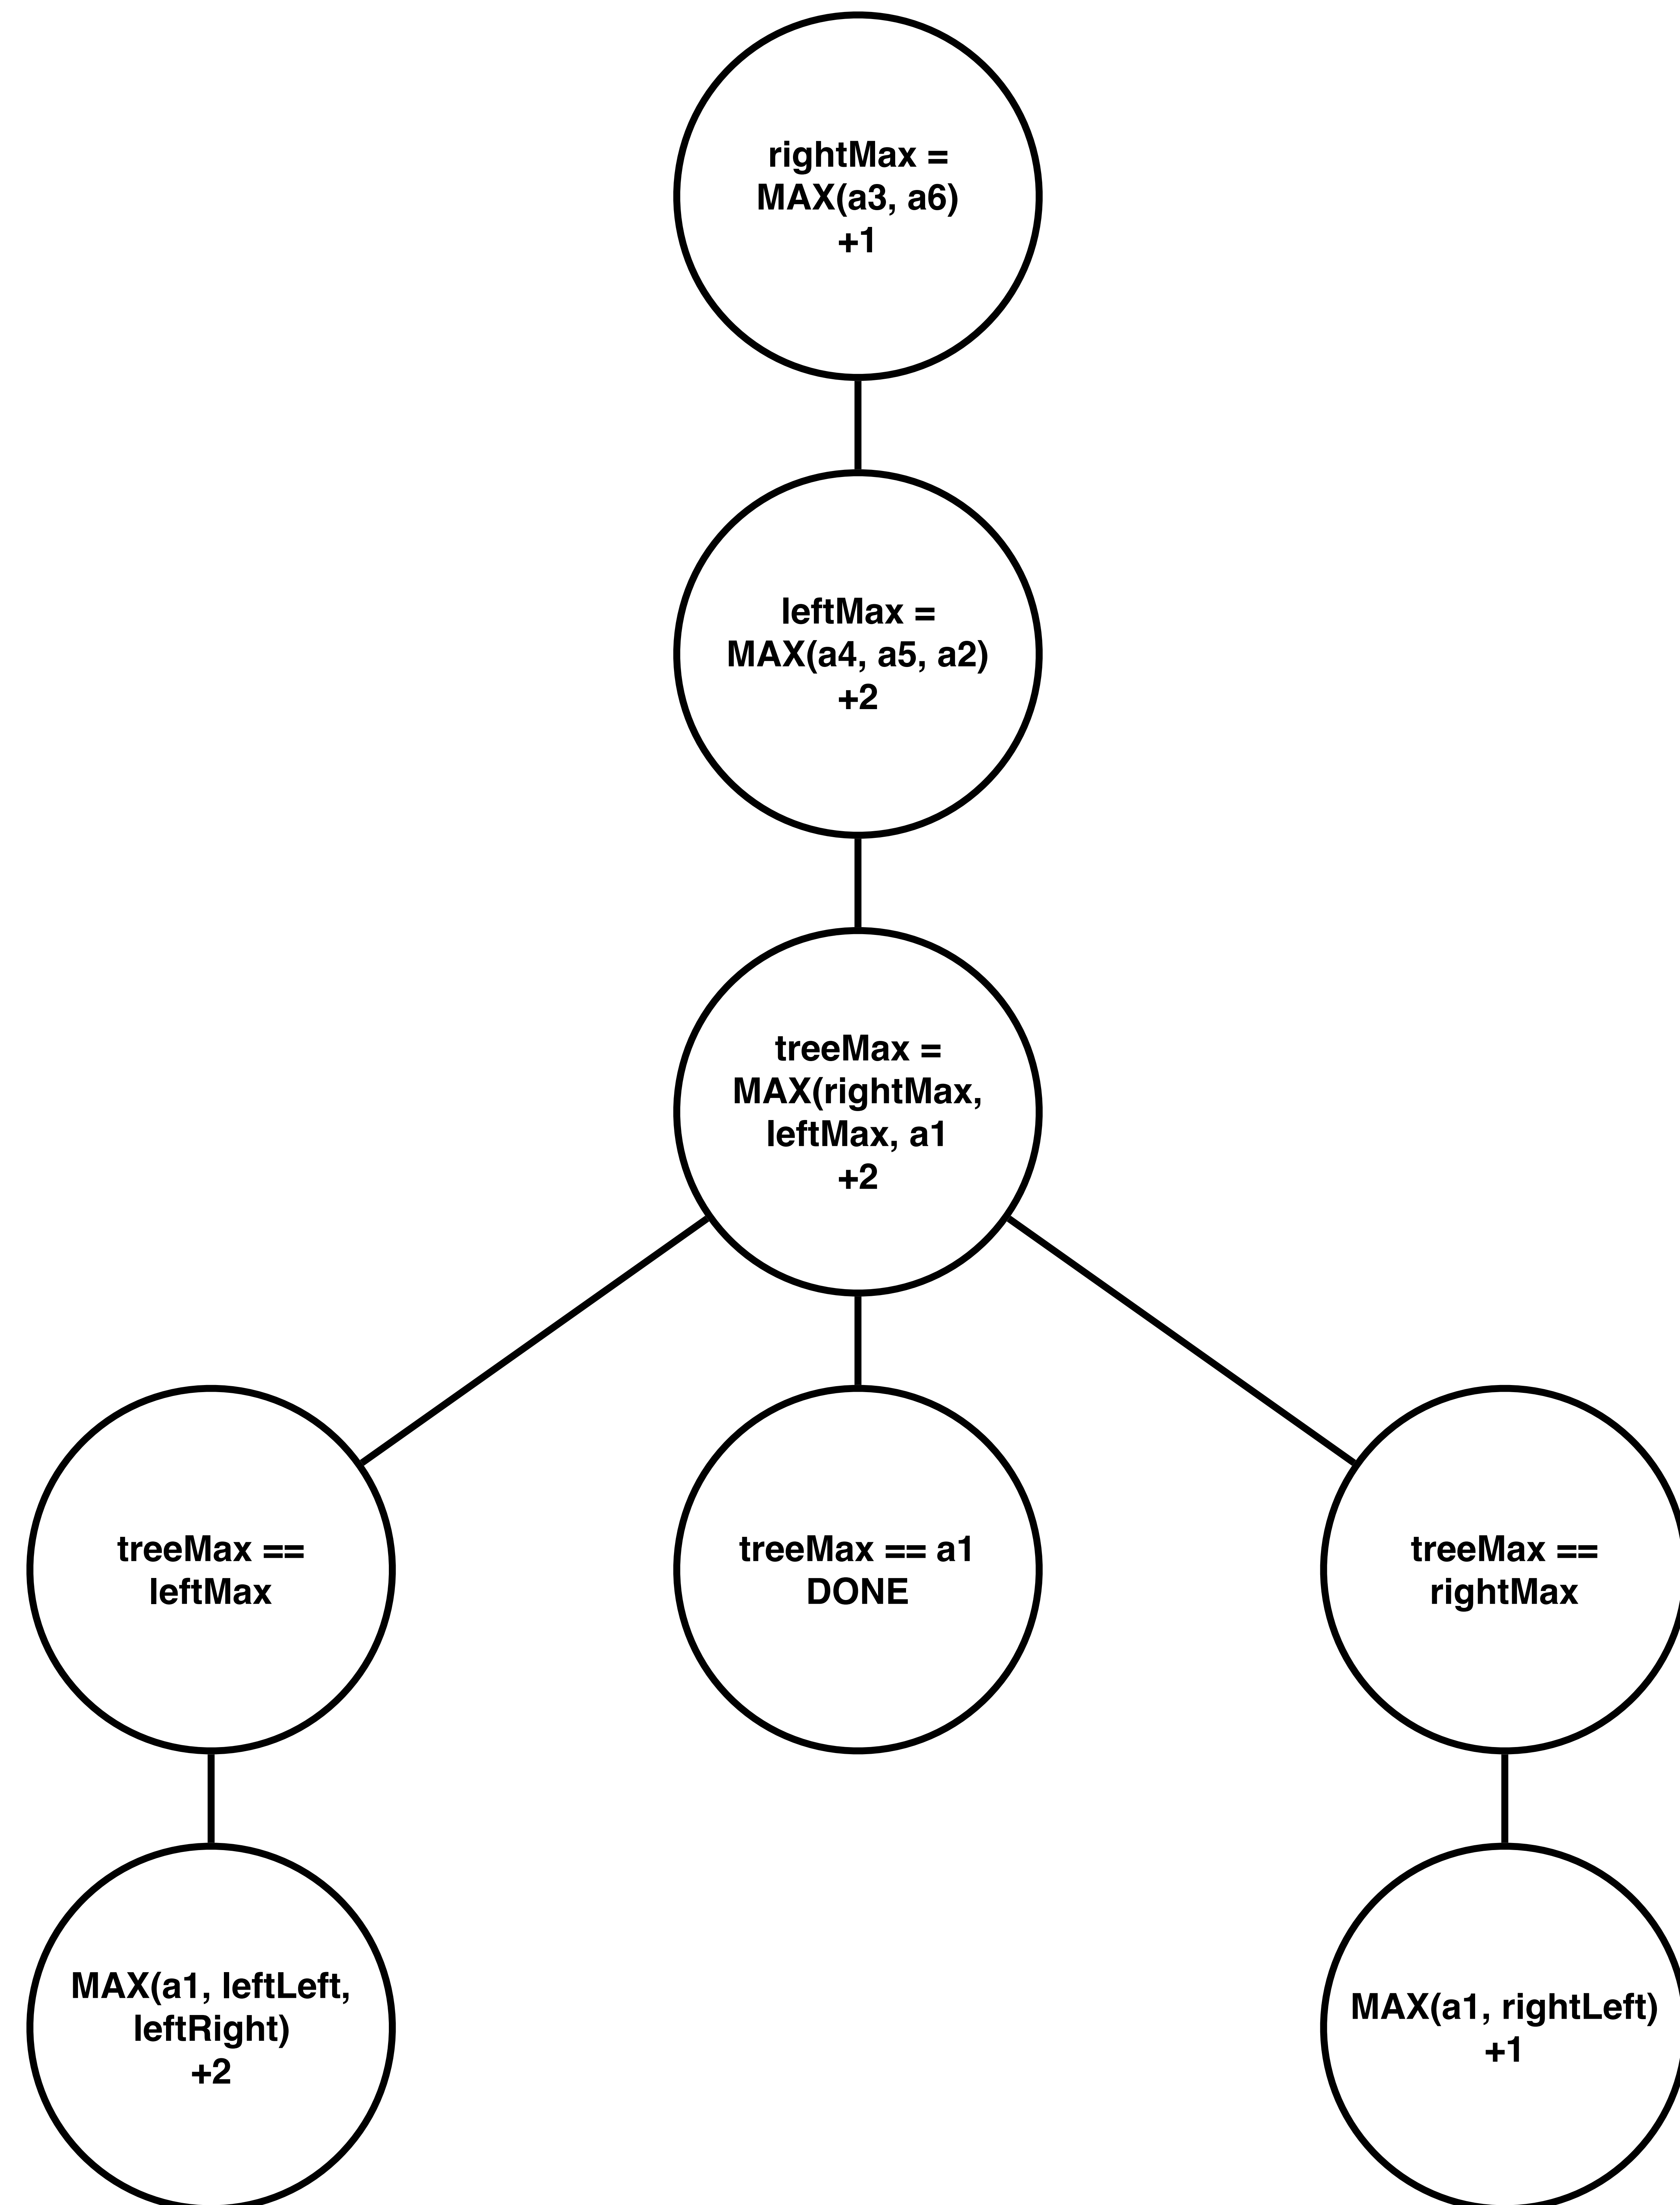 rightMax =
MAX(a3, a6)
+1
leftMax =
MAX(a4, a5, a2)
+2
treeMax =
MAX(rightMax,
leftMax, a1
+2
treeMax ==
leftMax
treeMax == a1
DONE
treeMax ==
rightMax
MAX(a1, leftLeft,
leftRight)
+2
MAX(a1, rightLeft)
+1